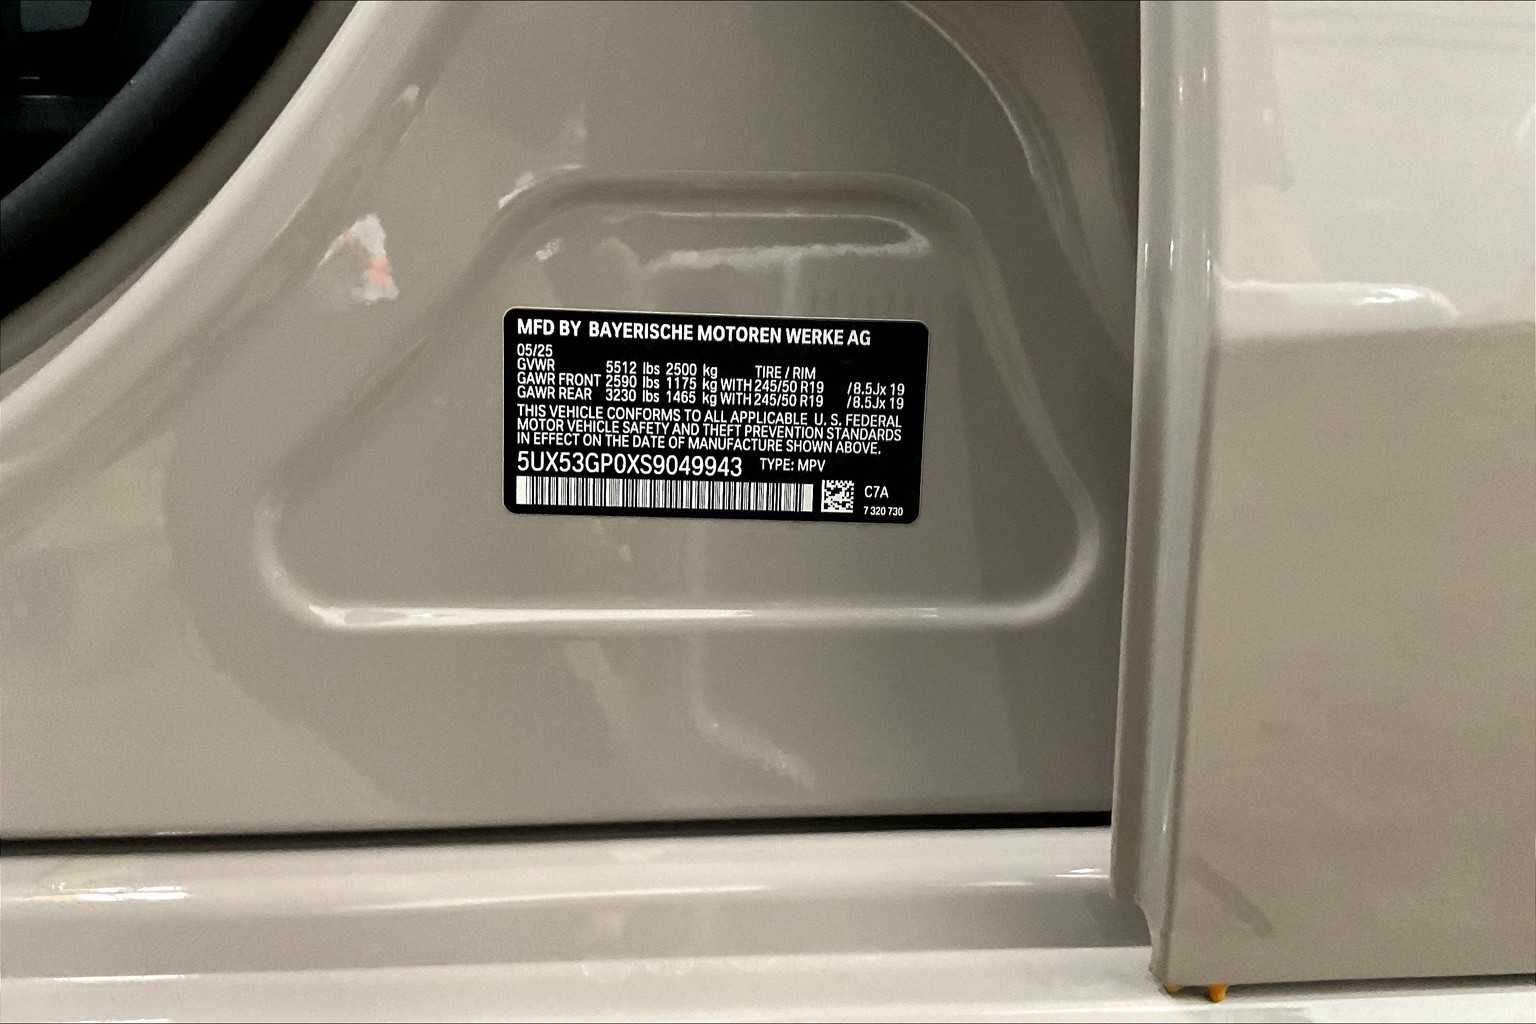 MFD BY BAYERISCHE MOTOREN WERKE AG
05/25
GVWR 5512 lbs 2500 kg TIRE / RIM
GAWR FRONT 2590 lbs 1175 kg WITH 245/50 R19 / 8.5Jx 19
GAWR REAR 3230 lbs 1465 kg WITH 245/50 R19 / 8.5Jx 19
THIS VEHICLE CONFORMS TO ALL APPLICABLE U. S. FEDERAL
MOTOR VEHICLE SAFETY AND THEFT PREVENTION STANDARDS
IN EFFECT ON THE DATE OF MANUFACTURE SHOWN ABOVE.
5UX53GP0XS9049943 TYPE: MPV
C7A
7 320 730